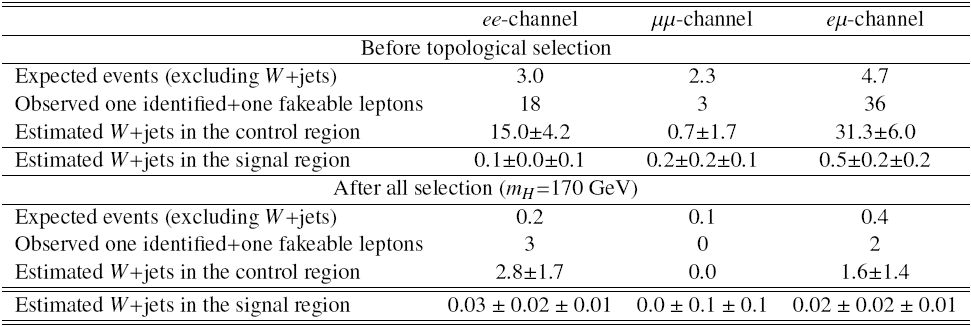 ee-channel μμ-channel eμ-channel
Before topological selection
Expected events (excluding W+jets) 3.0 2.3 4.7
Observed one identified+one fakeable leptons 18 3 36
Estimated W+jets in the control region 15.0±4.2 0.7±1.7 31.3±6.0
Estimated W+jets in the signal region 0.1±0.0±0.1 0.2±0.2±0.1 0.5±0.2±0.2
After all selection (mH=170 GeV)
Expected events (excluding W+jets) 0.2 0.1 0.4
Observed one identified+one fakeable leptons 3 0 2
Estimated W+jets in the control region 2.8±1.7 0.0 1.6±1.4
Estimated W+jets in the signal region 0.03 ± 0.02 ± 0.01 0.0 ± 0.1 ± 0.1 0.02 ± 0.02 ± 0.01